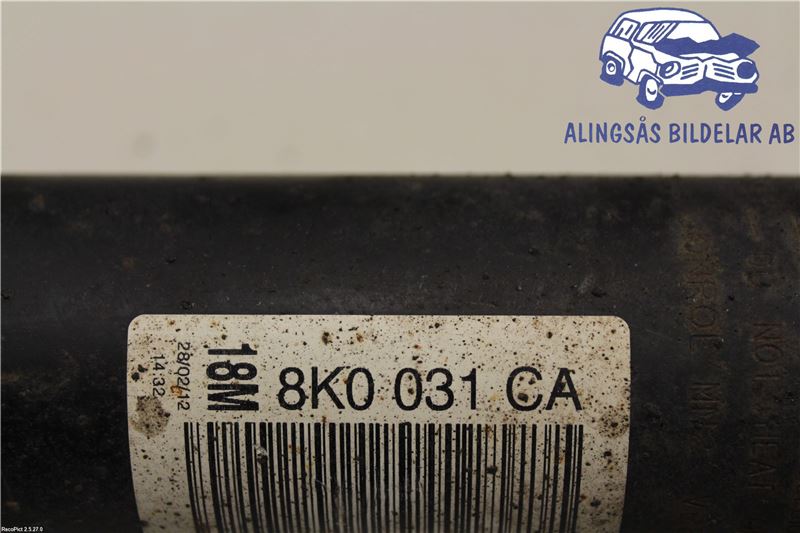 ALINGSÅS BILDELAR AB
28/02/12
14:32
18M
8K0 031 CA
RecoPict 2.5.27.0